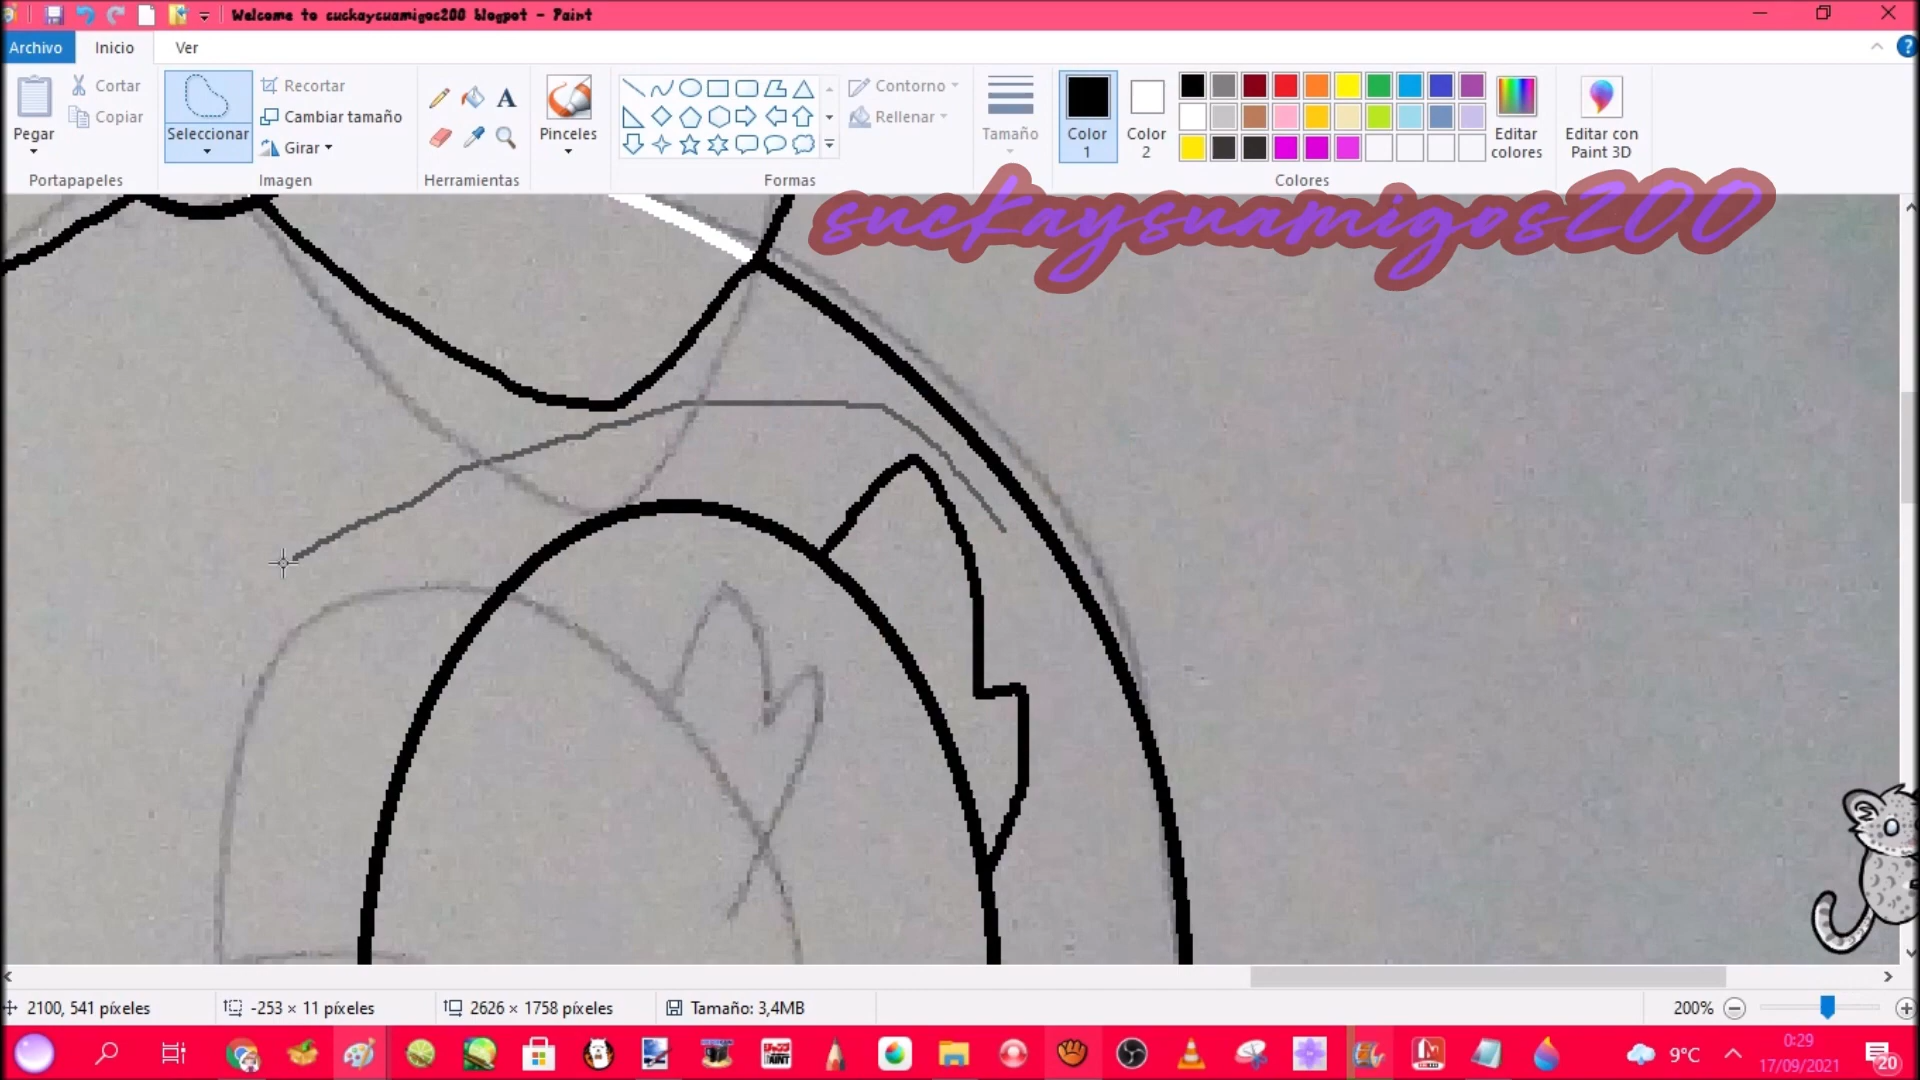 Welcome to suckaysuamigos200 blogpot - Paint
Archivo Inicio Ver
Pegar
Cortar
Copiar
Portapapeles
Seleccionar
Recortar
Cambiar tamaño
Girar
Imagen
A
Herramientas
Pinceles
Contorno
Rellenar
Formas
Tamaño
Color 1
Color 2
Editar colores
Colores
Editar con Paint 3D
suckaysuamigos200
2100, 541 píxeles
-253 × 11 píxeles
2626 × 1758 píxeles
Tamaño: 3,4MB
200%
9°C
0:29
17/09/2021
20